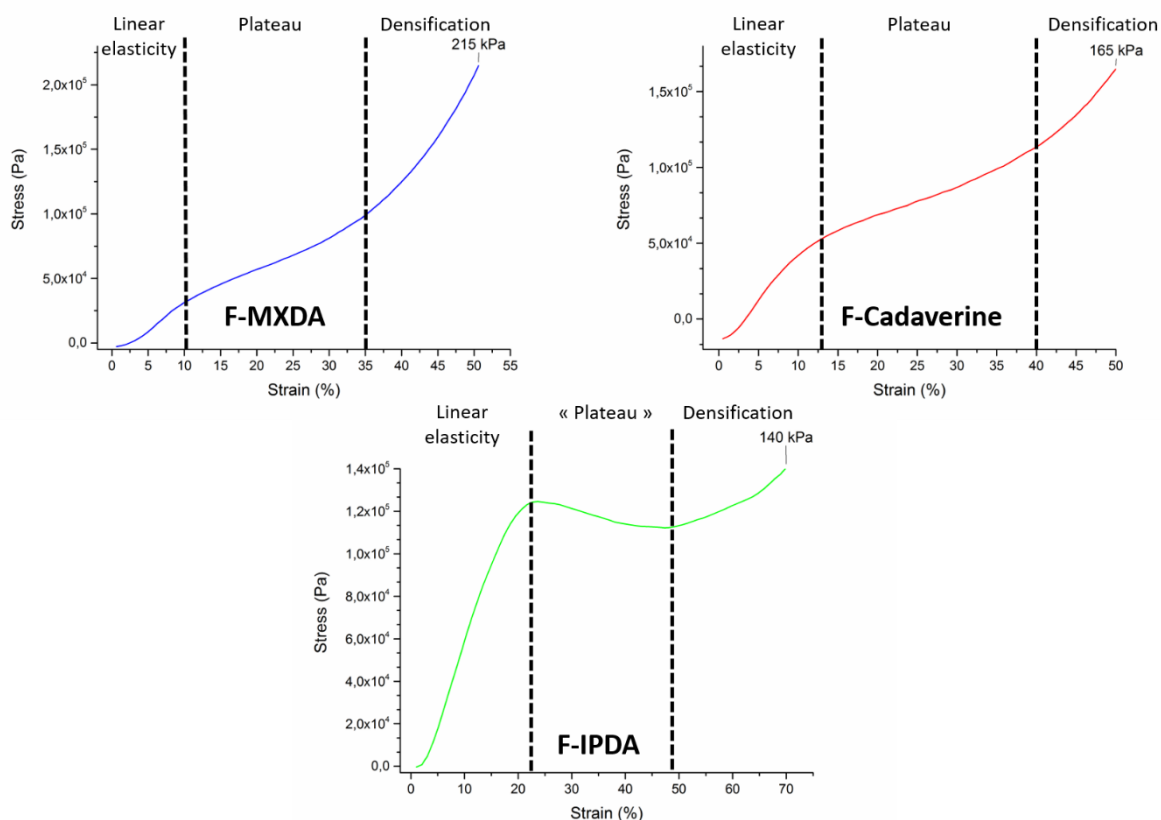 Linear
elasticity
Plateau
Densification
215 kPa
2,0x10⁵
1,5x10⁵
1,0x10⁵
5,0x10⁴
0,0
Stress (Pa)
F-MXDA
0 5 10 15 20 25 30 35 40 45 50 55
Strain (%)
Linear
elasticity
Plateau
Densification
165 kPa
1,5x10⁵
1,0x10⁵
5,0x10⁴
0,0
Stress (Pa)
F-Cadaverine
0 5 10 15 20 25 30 35 40 45 50
Strain (%)
Linear
elasticity
« Plateau »
Densification
140 kPa
1,4x10⁵
1,2x10⁵
1,0x10⁵
8,0x10⁴
6,0x10⁴
4,0x10⁴
2,0x10⁴
0,0
Stress (Pa)
F-IPDA
0 10 20 30 40 50 60 70
Strain (%)